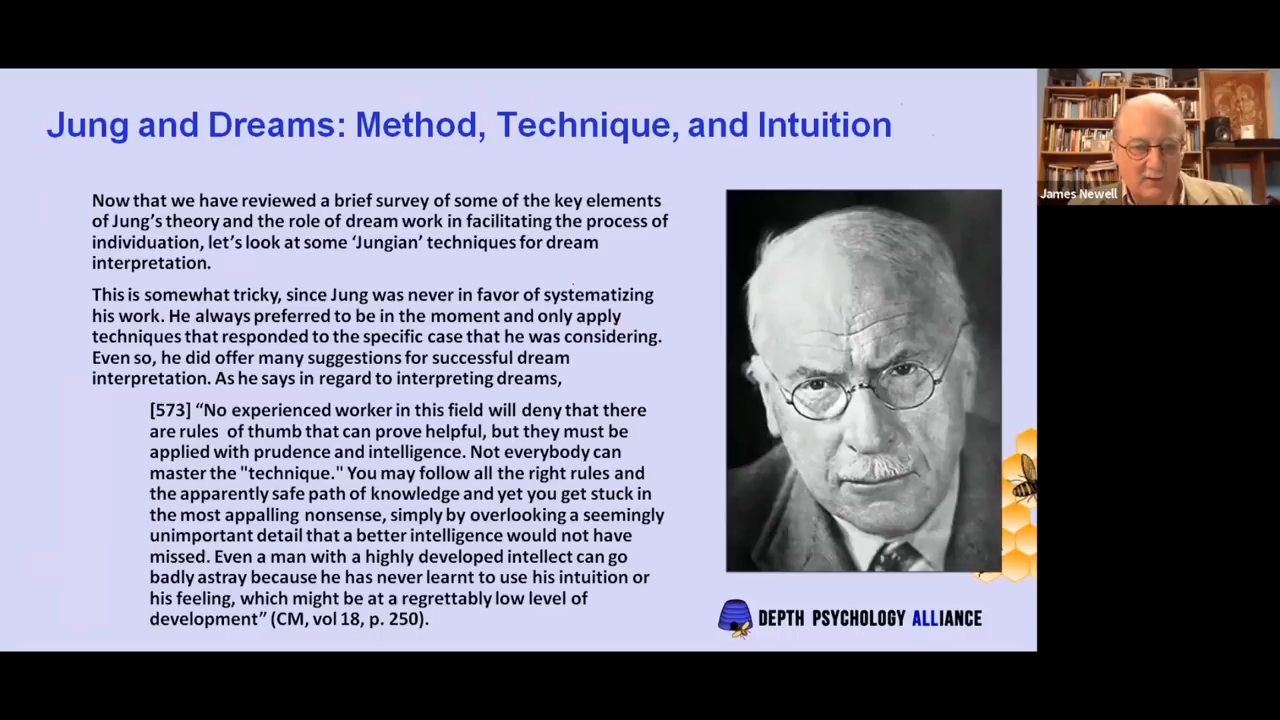 Jung and Dreams: Method, Technique, and Intuition
Now that we have reviewed a brief survey of some of the key elements
of Jung’s theory and the role of dream work in facilitating the process of
individuation, let’s look at some ‘Jungian’ techniques for dream
interpretation.
This is somewhat tricky, since Jung was never in favor of systematizing
his work. He always preferred to be in the moment and only apply
techniques that responded to the specific case that he was considering.
Even so, he did offer many suggestions for successful dream
interpretation. As he says in regard to interpreting dreams,
[573] “No experienced worker in this field will deny that there
are rules of thumb that can prove helpful, but they must be
applied with prudence and intelligence. Not everybody can
master the "technique." You may follow all the right rules and
the apparently safe path of knowledge and yet you get stuck in
the most appalling nonsense, simply by overlooking a seemingly
unimportant detail that a better intelligence would not have
missed. Even a man with a highly developed intellect can go
badly astray because he has never learnt to use his intuition or
his feeling, which might be at a regrettably low level of
development” (CM, vol 18, p. 250).
DEPTH PSYCHOLOGY ALLIANCE
James Newell